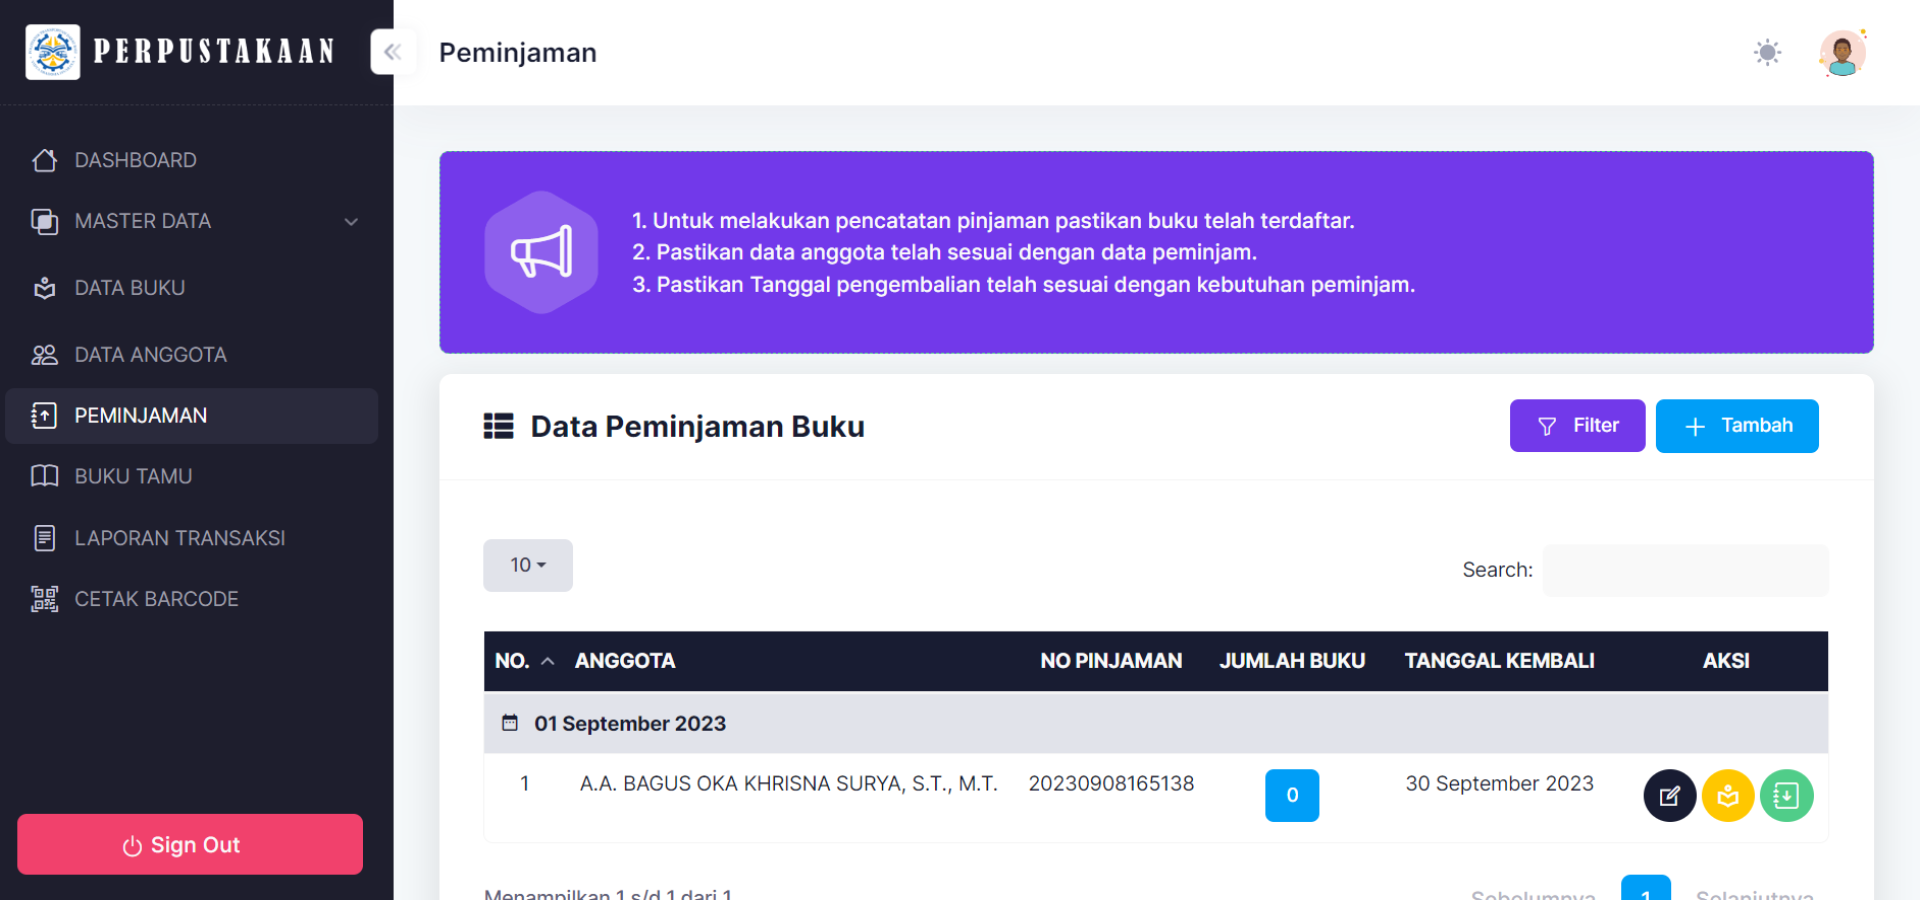 PERPUSTAKAAN
Peminjaman
DASHBOARD
MASTER DATA
DATA BUKU
DATA ANGGOTA
PEMINJAMAN
BUKU TAMU
LAPORAN TRANSAKSI
CETAK BARCODE
Sign Out
1. Untuk melakukan pencatatan pinjaman pastikan buku telah terdaftar.
2. Pastikan data anggota telah sesuai dengan data peminjam.
3. Pastikan Tanggal pengembalian telah sesuai dengan kebutuhan peminjam.
Data Peminjaman Buku
Filter
Tambah
10
Search:
NO. ANGGOTA NO PINJAMAN JUMLAH BUKU TANGGAL KEMBALI AKSI
01 September 2023
1 A.A. BAGUS OKA KHRISNA SURYA, S.T., M.T. 20230908165138 0 30 September 2023
Menampilkan 1 s/d 1 dari 1
Sebelumnya 1 Selanjutnya